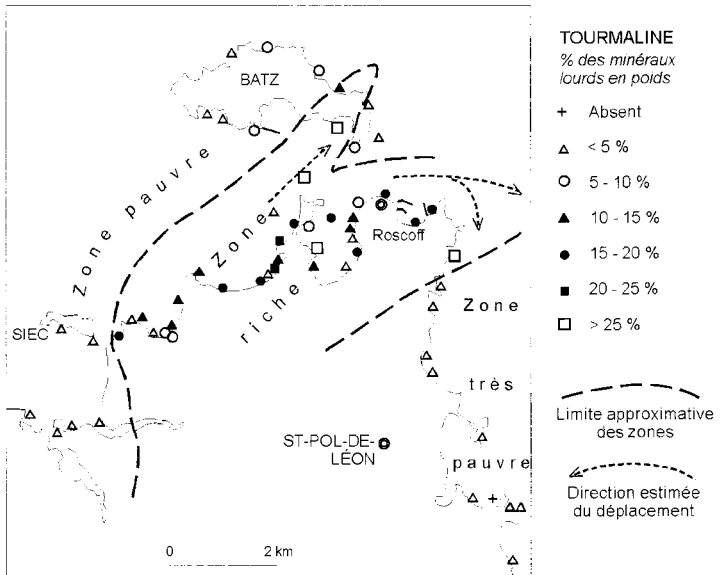 BATZ
Zone pauvre
Zone riche
Roscoff
SIEC
Zone
très
pauvre
ST-POL-DE-
LÉON
0 2 km
TOURMALINE
% des minéraux
lourds en poids
+ Absent
< 5 %
5 - 10 %
10 - 15 %
15 - 20 %
20 - 25 %
> 25 %
Limite approximative
des zones
Direction estimée
du déplacement